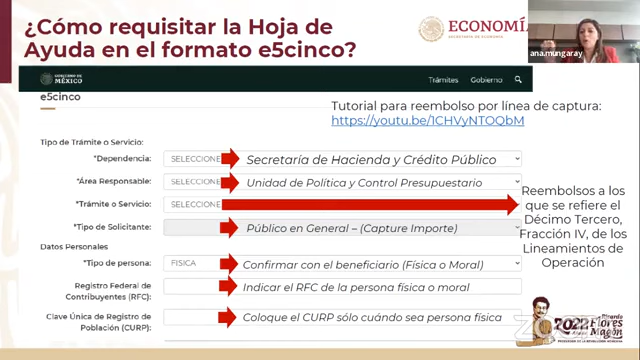 ¿Cómo requisitar la Hoja de
Ayuda en el formato e5cinco?
ECONOMÍA
SECRETARÍA DE ECONOMÍA
ana.mungaray
GOBIERNO DE
MÉXICO
Trámites
Gobierno
e5cinco
Tutorial para reembolso por línea de captura:
https://youtu.be/1CHVyNTOQbM
Tipo de Trámite o Servicio:
*Dependencia:
SELECCIONE
Secretaría de Hacienda y Crédito Público
*Área Responsable:
SELECCIONE
Unidad de Política y Control Presupuestario
*Trámite o Servicio:
SELECCIONE
Reembolsos a los
que se refiere el
Décimo Tercero,
Fracción IV, de los
Lineamientos de
Operación
*Tipo de Solicitante:
Público en General – (Capture Importe)
Datos Personales
*Tipo de persona:
FISICA
Confirmar con el beneficiario (Física o Moral)
Registro Federal de
Contribuyentes (RFC):
Indicar el RFC de la persona física o moral
Clave Única de Registro de
Población (CURP):
Coloque el CURP sólo cuándo sea persona física
2022 Ricardo
Flores
Magón